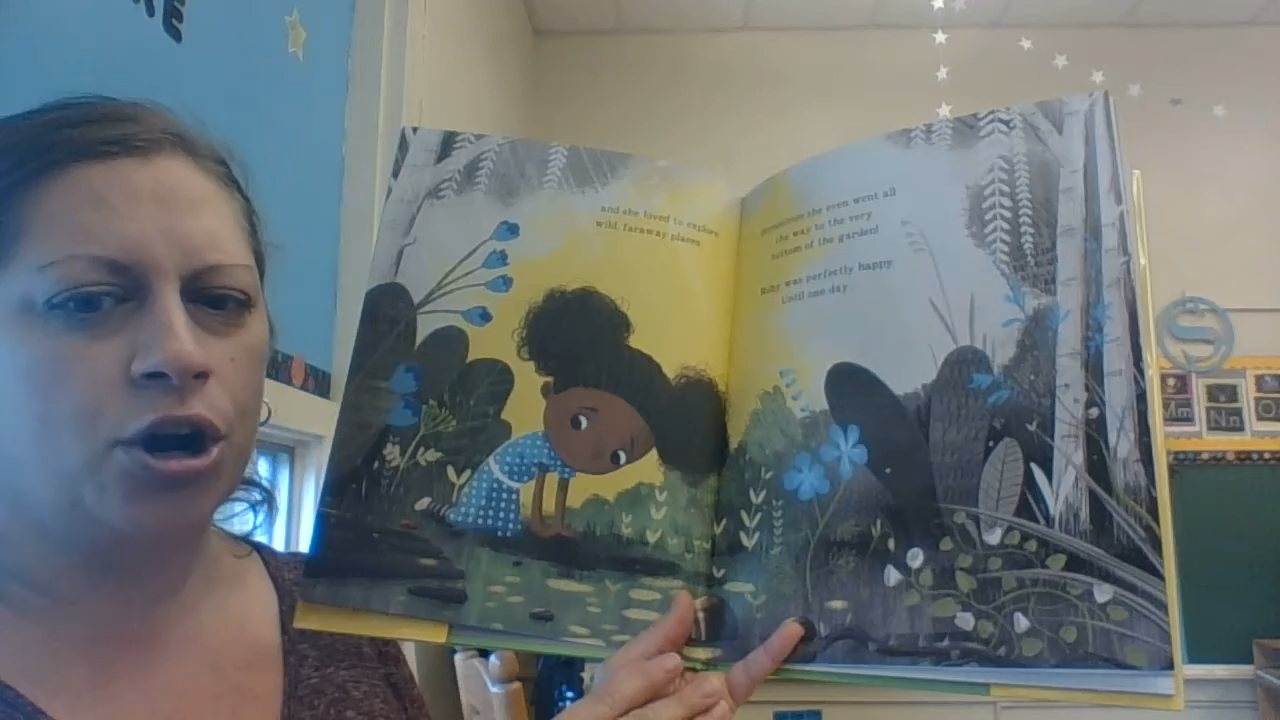 KE
and she loved to explore
wild, faraway places.
Sometimes she even went all
the way to the very
bottom of the garden!
Ruby was perfectly happy.
Until one day
S
Mm
Nn
O